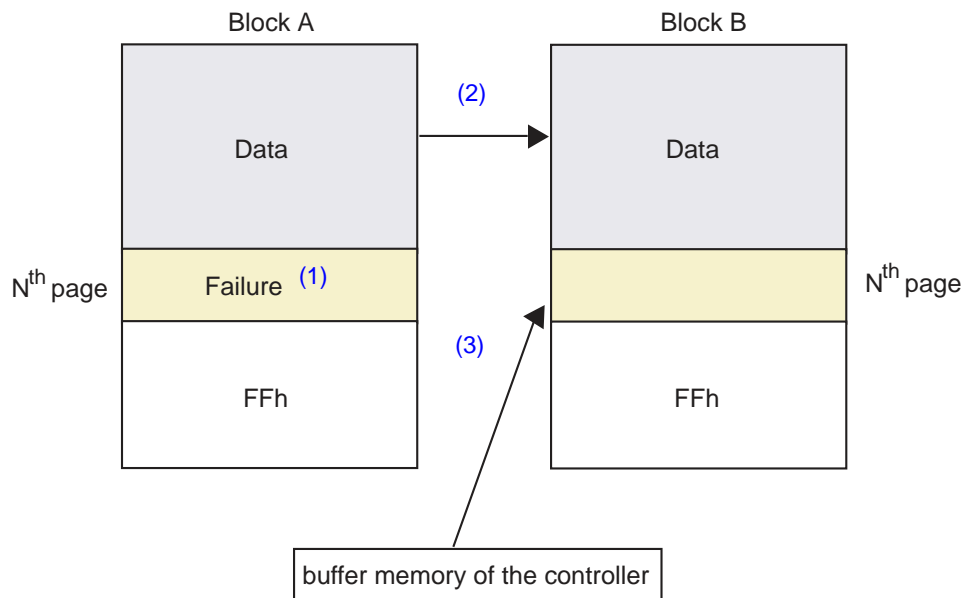 Block A
Block B
(2)
Data
Data
Nth page
Failure (1)
Nth page
(3)
FFh
FFh
buffer memory of the controller